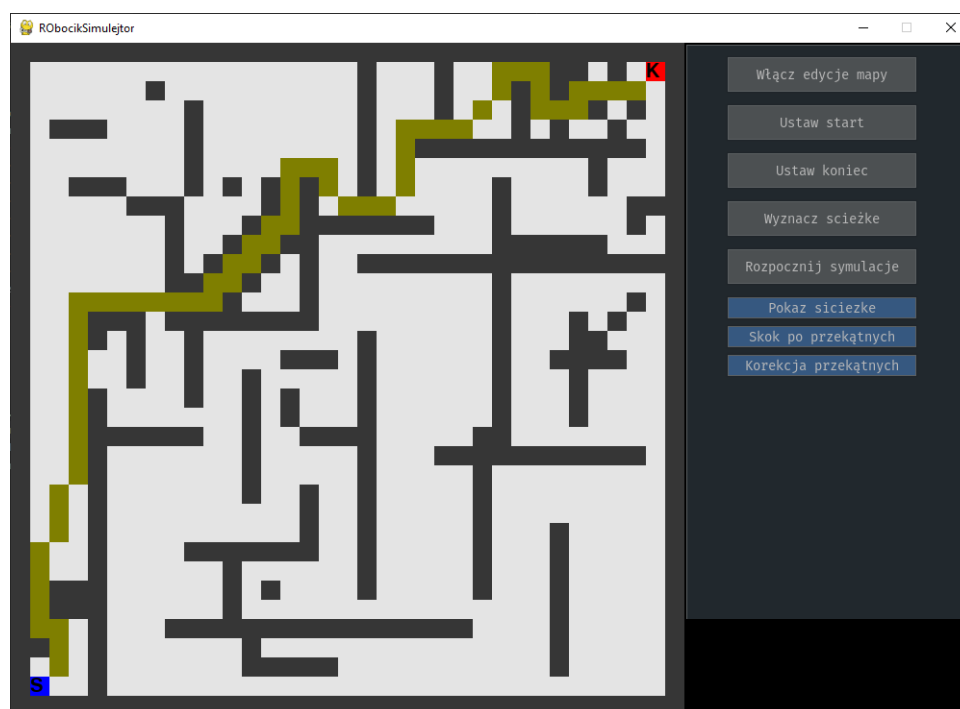 RObocikSimulejtor
K
Włącz edycje mapy
Ustaw start
Ustaw koniec
Wyznacz scieżke
Rozpocznij symulacje
Pokaz siciezke
Skok po przekątnych
Korekcja przekątnych
S